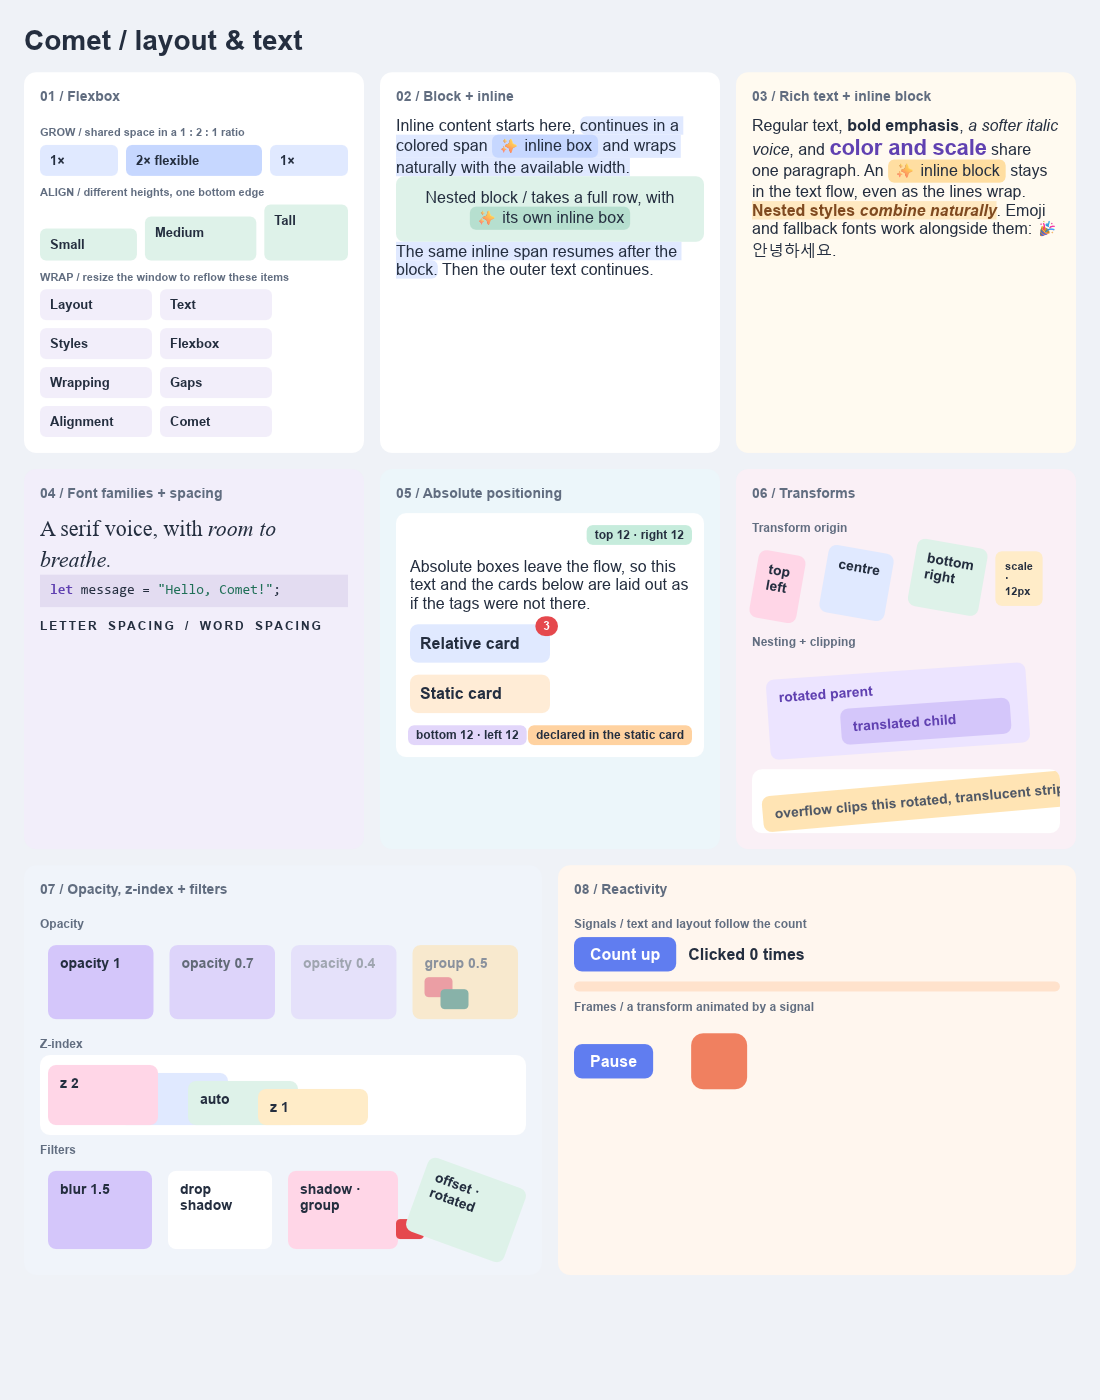 Comet / layout & text
01 / Flexbox
GROW / shared space in a 1 : 2 : 1 ratio
1×
2× flexible
1×
ALIGN / different heights, one bottom edge
Small
Medium
Tall
WRAP / resize the window to reflow these items
Layout
Text
Styles
Flexbox
Wrapping
Gaps
Alignment
Comet
02 / Block + inline
Inline content starts here, continues in a
colored span ✨ inline box and wraps
naturally with the available width.
Nested block / takes a full row, with
✨ its own inline box
The same inline span resumes after the
block. Then the outer text continues.
03 / Rich text + inline block
Regular text, bold emphasis, a softer italic
voice, and color and scale share
one paragraph. An ✨ inline block stays
in the text flow, even as the lines wrap.
Nested styles combine naturally. Emoji
and fallback fonts work alongside them: 🎉
안녕하세요.
04 / Font families + spacing
A serif voice, with room to
breathe.
let message = "Hello, Comet!";
LETTER SPACING / WORD SPACING
05 / Absolute positioning
top 12 · right 12
Absolute boxes leave the flow, so this
text and the cards below are laid out as
if the tags were not there.
3
Relative card
Static card
bottom 12 · left 12
declared in the static card
06 / Transforms
Transform origin
top
left
centre
bottom
right
scale
·
12px
Nesting + clipping
rotated parent
translated child
overflow clips this rotated, translucent strip
07 / Opacity, z-index + filters
Opacity
opacity 1
opacity 0.7
opacity 0.4
group 0.5
Z-index
z 2
auto
z 1
Filters
blur 1.5
drop
shadow
shadow ·
group
offset ·
rotated
08 / Reactivity
Signals / text and layout follow the count
Count up
Clicked 0 times
Frames / a transform animated by a signal
Pause